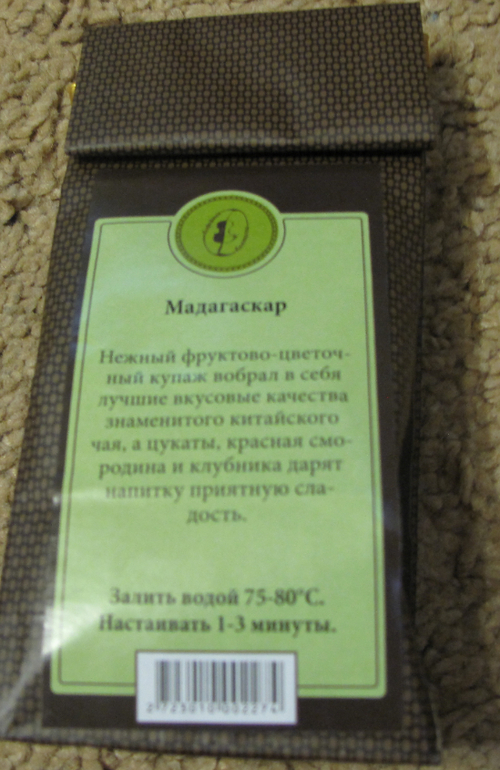 Мадагаскар
Нежный фруктово-цветоч-
ный купаж вобрал в себя
лучшие вкусовые качества
знаменитого китайского
чая, а цукаты, красная смо-
родина и клубника дарят
напитку приятную сла-
дость.
Залить водой 75-80°С.
Настаивать 1-3 минуты.